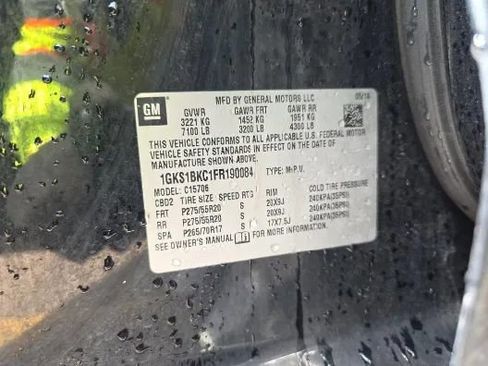 GM
MFD BY GENERAL MOTORS LLC
GVWR GAWR FRT GAWR RR
3221 KG 1452 KG 1951 KG
7100 LB 3200 LB 4300 LB
THIS VEHICLE CONFORMS TO ALL APPLICABLE U.S. FEDERAL MOTOR
VEHICLE SAFETY STANDARDS IN EFFECT ON THE DATE OF
MANUFACTURE SHOWN ABOVE.
1GKS1BKC1FR190084 TYPE: M.P.V.
MODEL: C15706
CBD2 TIRE SIZE SPEED RTG RIM COLD TIRE PRESSURE
FRT P275/55R20 S 20X9J 240KPA(35PSI)
RR P275/55R20 S 20X9J 240KPA(35PSI)
SPA P265/70R17 S 17X7.5J 240KPA(35PSI)
SEE OWNER'S MANUAL FOR MORE INFORMATION.